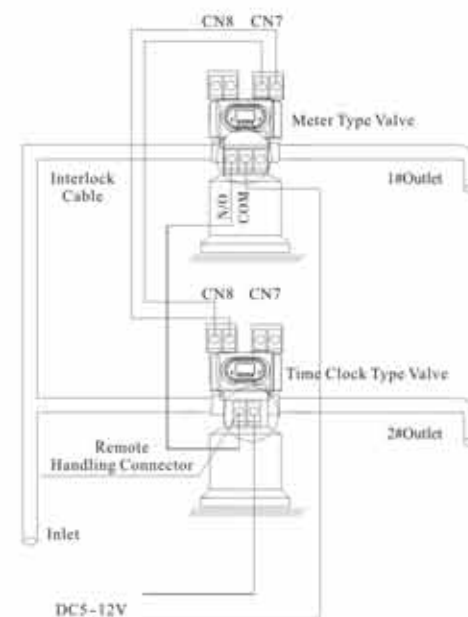 CN8 CN7
Meter Type Valve
Interlock
Cable
1#Outlet
N/O
COM
CN8 CN7
Time Clock Type Valve
2#Outlet
Remote
Handling Connector
Inlet
DC5-12V